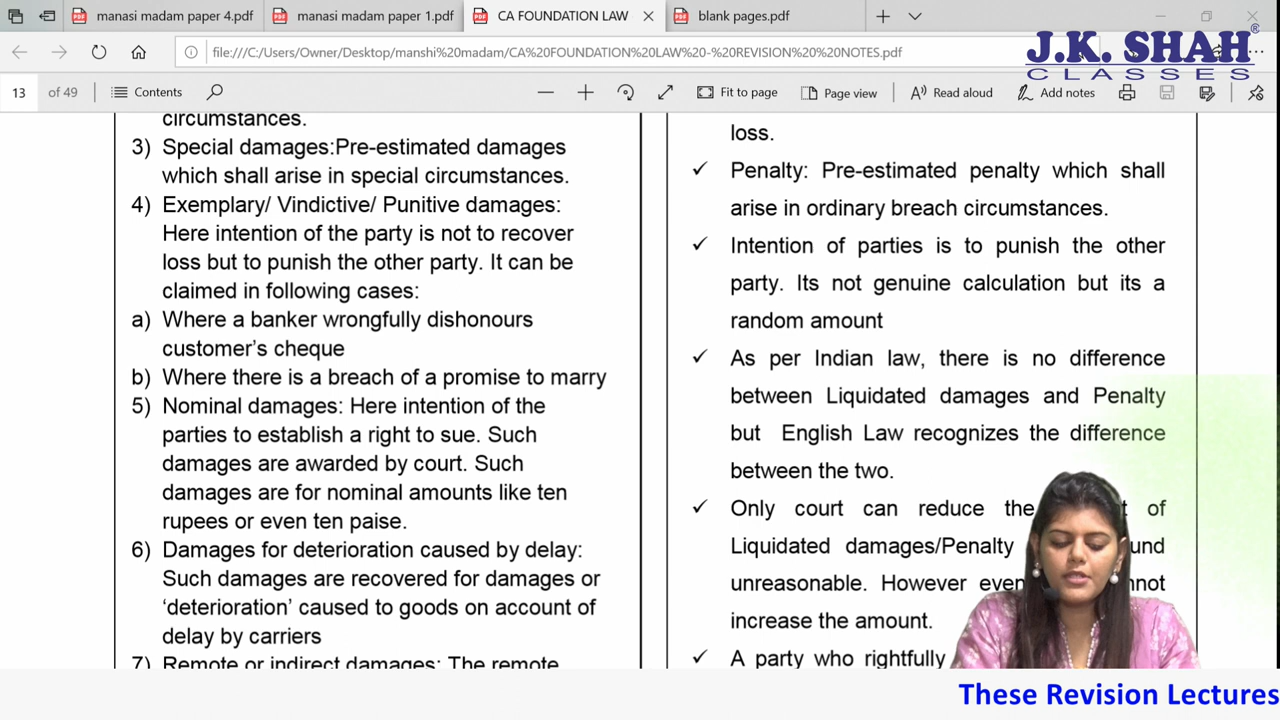 manasi madam paper 4.pdf
manasi madam paper 1.pdf
CA FOUNDATION LAW
blank pages.pdf
file:///C:/Users/Owner/Desktop/manshi%20madam/CA%20FOUNDATION%20LAW%20-%20REVISION%20%20NOTES.pdf
J.K. SHAH®
CLASSES
13 of 49
Contents
Fit to page
Page view
Read aloud
Add notes
circumstances.
3) Special damages:Pre-estimated damages
which shall arise in special circumstances.
4) Exemplary/ Vindictive/ Punitive damages:
Here intention of the party is not to recover
loss but to punish the other party. It can be
claimed in following cases:
a) Where a banker wrongfully dishonours
customer's cheque
b) Where there is a breach of a promise to marry
5) Nominal damages: Here intention of the
parties to establish a right to sue. Such
damages are awarded by court. Such
damages are for nominal amounts like ten
rupees or even ten paise.
6) Damages for deterioration caused by delay:
Such damages are recovered for damages or
'deterioration' caused to goods on account of
delay by carriers
7) Remote or indirect damages: The remote
loss.
✓ Penalty: Pre-estimated penalty which shall
arise in ordinary breach circumstances.
✓ Intention of parties is to punish the other
party. Its not genuine calculation but its a
random amount
✓ As per Indian law, there is no difference
between Liquidated damages and Penalty
but English Law recognizes the difference
between the two.
✓ Only court can reduce the of
Liquidated damages/Penalty
unreasonable. However even
increase the amount.
✓ A party who rightfully
These Revision Lectures